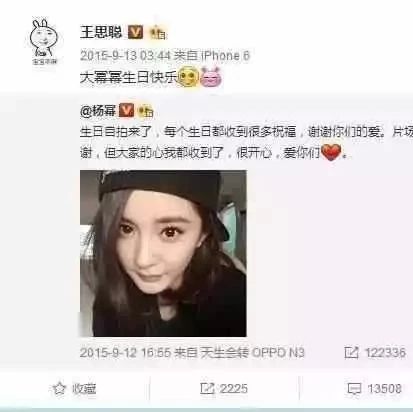 王思聪
2015-9-13 03:44 来自 iPhone 6
大幂幂生日快乐
@杨幂
生日自拍来了，每个生日都收到很多祝福，谢谢你们的爱。片场
谢，但大家的心我都收到了，很开心，爱你们。
2015-9-12 16:55 来自 天生会转 OPPO N3 122336
收藏 2225 13508